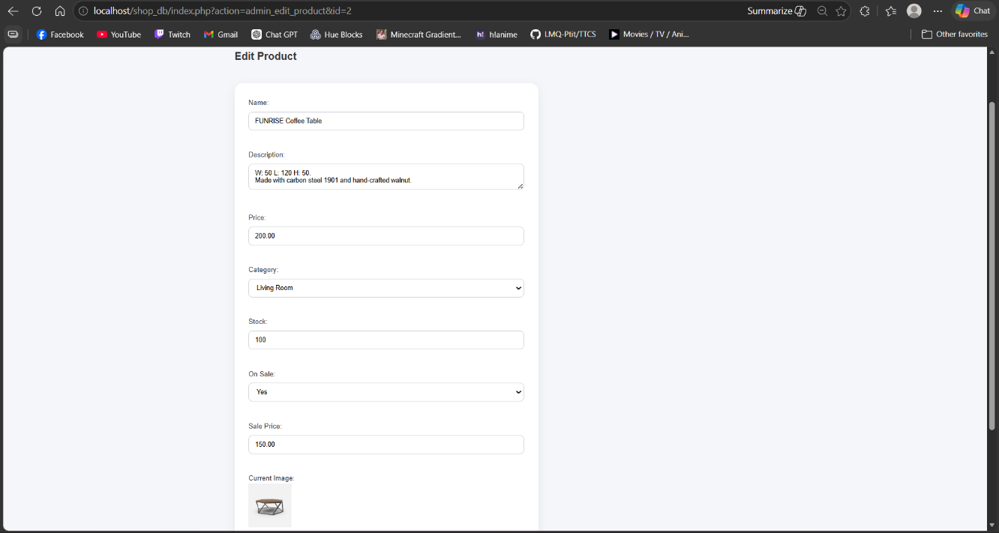 localhost/shop_db/index.php?action=admin_edit_product&id=2
Summarize
Chat
Facebook
YouTube
Twitch
Gmail
Chat GPT
Hue Blocks
Minecraft Gradient...
h!
hIanime
LMQ-Ptit/TTCS
Movies / TV / Ani...
Other favorites
Edit Product
Name:
FUNRISE Coffee Table
Description:
W: 50 L: 120 H: 50.
Made with carbon steel 1901 and hand-crafted walnut.
Price:
200.00
Category:
Living Room
Stock:
100
On Sale:
Yes
Sale Price:
150.00
Current Image: